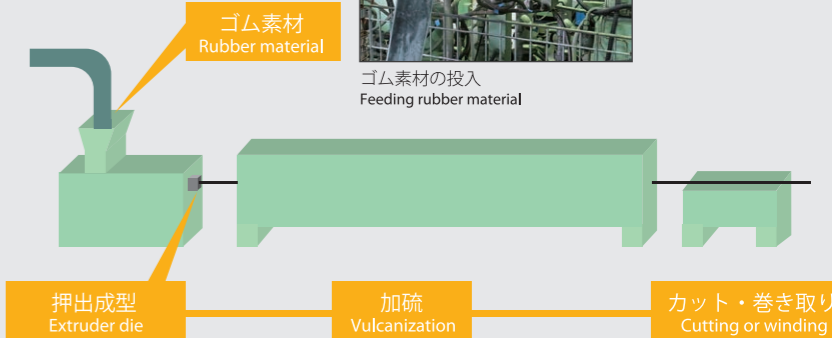 ゴム素材
Rubber material
ゴム素材の投入
Feeding rubber material
押出成型
Extruder die
加硫
Vulcanization
カット・巻き取り
Cutting or winding